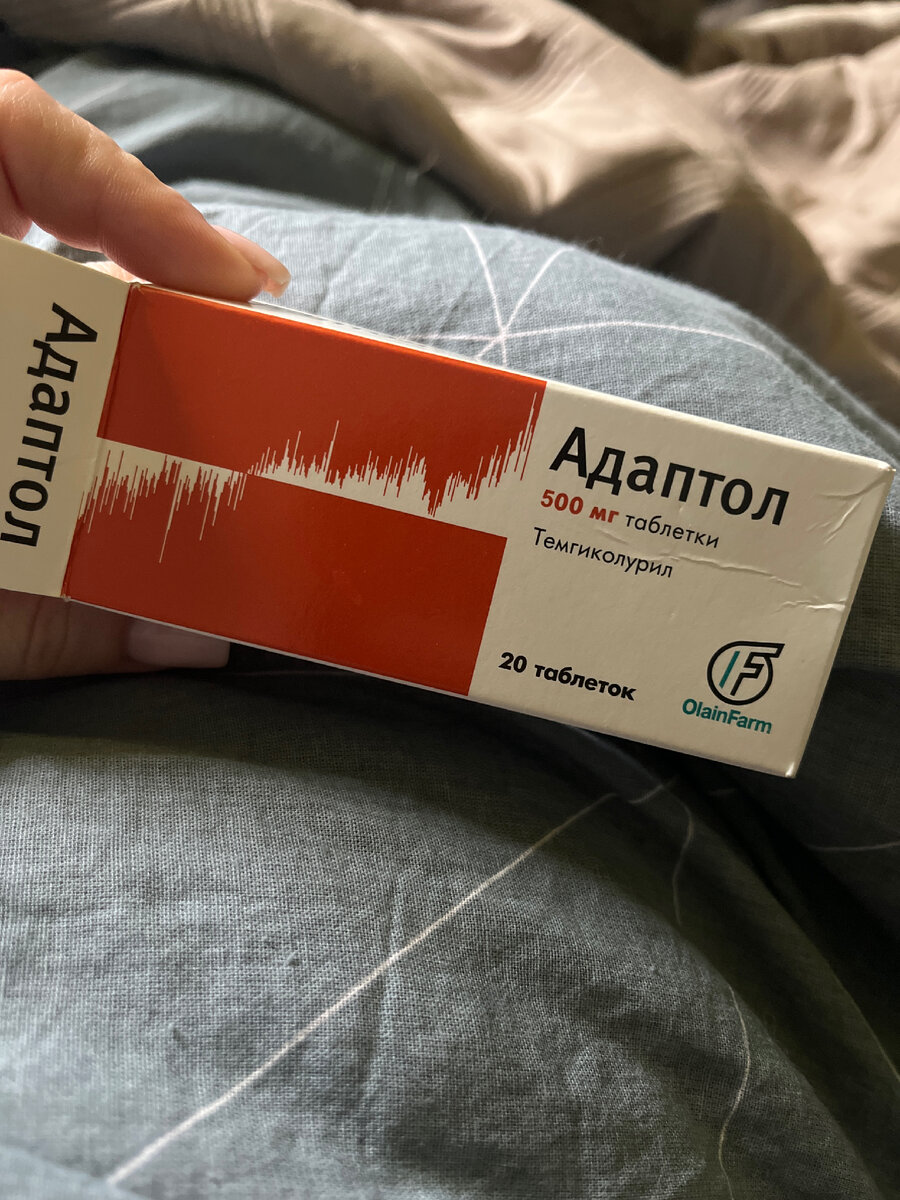 Адаптол
Адаптол
500 мг таблетки
Темгиколурил
20 таблеток
OlainFarm